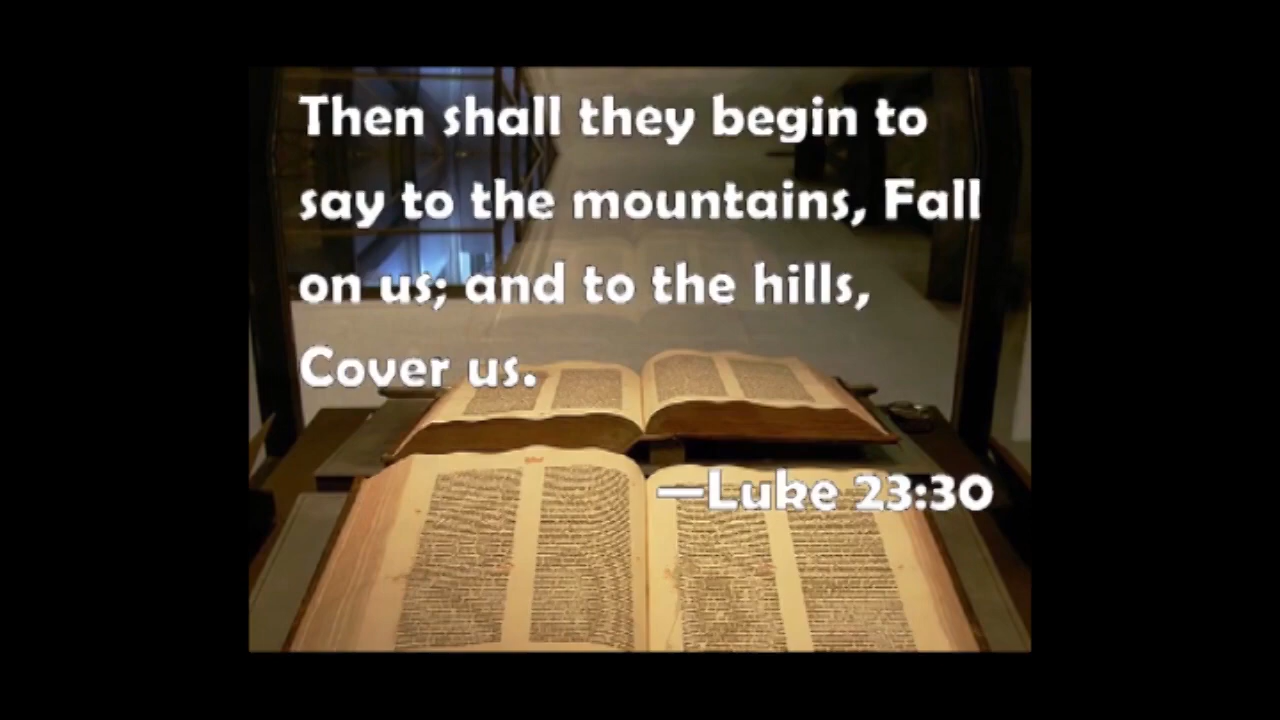 Then shall they begin to
say to the mountains, Fall
on us; and to the hills,
Cover us.
—Luke 23:30